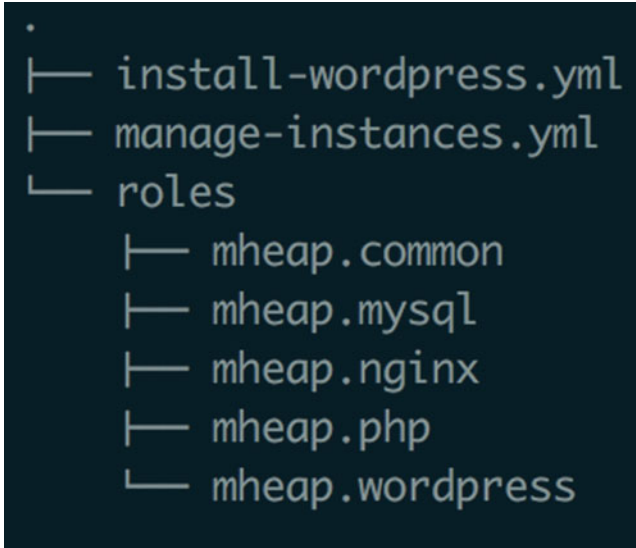 .
├── install-wordpress.yml
├── manage-instances.yml
└── roles
    ├── mheap.common
    ├── mheap.mysql
    ├── mheap.nginx
    ├── mheap.php
    └── mheap.wordpress